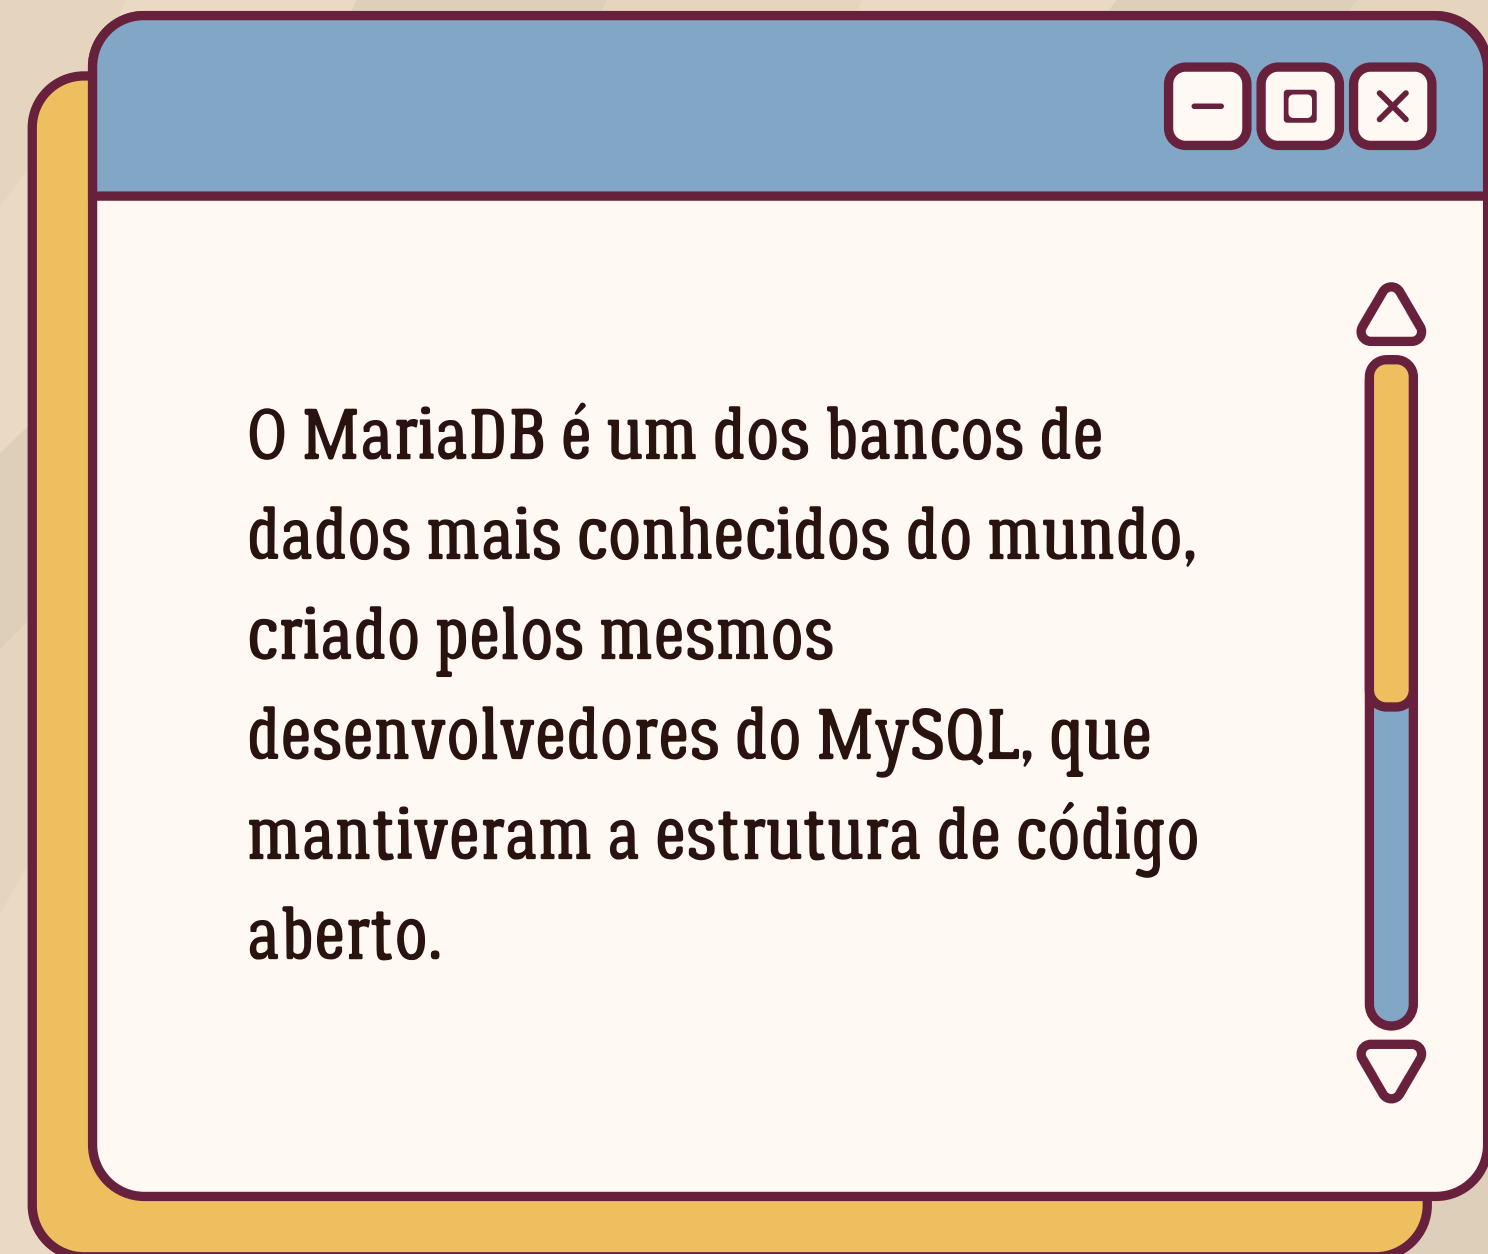 O MariaDB é um dos bancos de
dados mais conhecidos do mundo,
criado pelos mesmos
desenvolvedores do MySQL, que
mantiveram a estrutura de código
aberto.